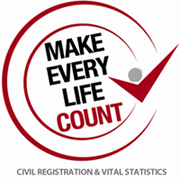 MAKE
EVERY
LIFE
COUNT
CIVIL REGISTRATION & VITAL STATISTICS